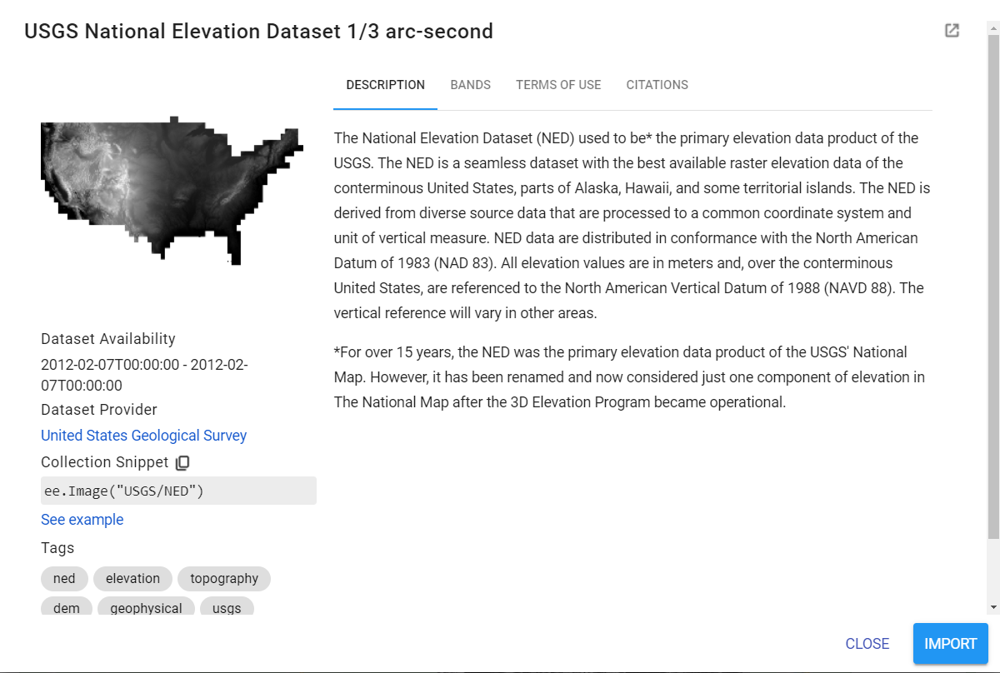 USGS National Elevation Dataset 1/3 arc-second
DESCRIPTION BANDS TERMS OF USE CITATIONS
Dataset Availability
2012-02-07T00:00:00 - 2012-02-
07T00:00:00
Dataset Provider
United States Geological Survey
Collection Snippet
ee.Image("USGS/NED")
See example
Tags
ned elevation topography
dem geophysical usgs
The National Elevation Dataset (NED) used to be* the primary elevation data product of the
USGS. The NED is a seamless dataset with the best available raster elevation data of the
conterminous United States, parts of Alaska, Hawaii, and some territorial islands. The NED is
derived from diverse source data that are processed to a common coordinate system and
unit of vertical measure. NED data are distributed in conformance with the North American
Datum of 1983 (NAD 83). All elevation values are in meters and, over the conterminous
United States, are referenced to the North American Vertical Datum of 1988 (NAVD 88). The
vertical reference will vary in other areas.
*For over 15 years, the NED was the primary elevation data product of the USGS' National
Map. However, it has been renamed and now considered just one component of elevation in
The National Map after the 3D Elevation Program became operational.
CLOSE IMPORT